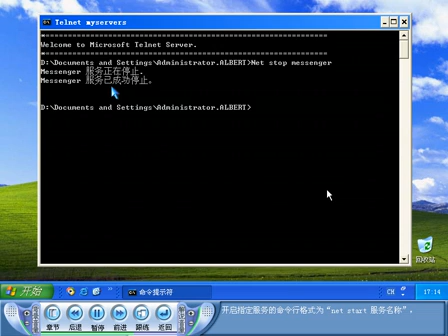 Telnet myservers
*===============================================================
Welcome to Microsoft Telnet Server.
*===============================================================
D:\Documents and Settings\Administrator.ALBERT>Net stop messenger
Messenger 服务正在停止.
Messenger 服务已成功停止。
D:\Documents and Settings\Administrator.ALBERT>
回收站
开始
命令提示符
CH
17:14
章节
后退
暂停
前进
跟练
返回
开启指定服务的命令行格式为“net start 服务名称”。